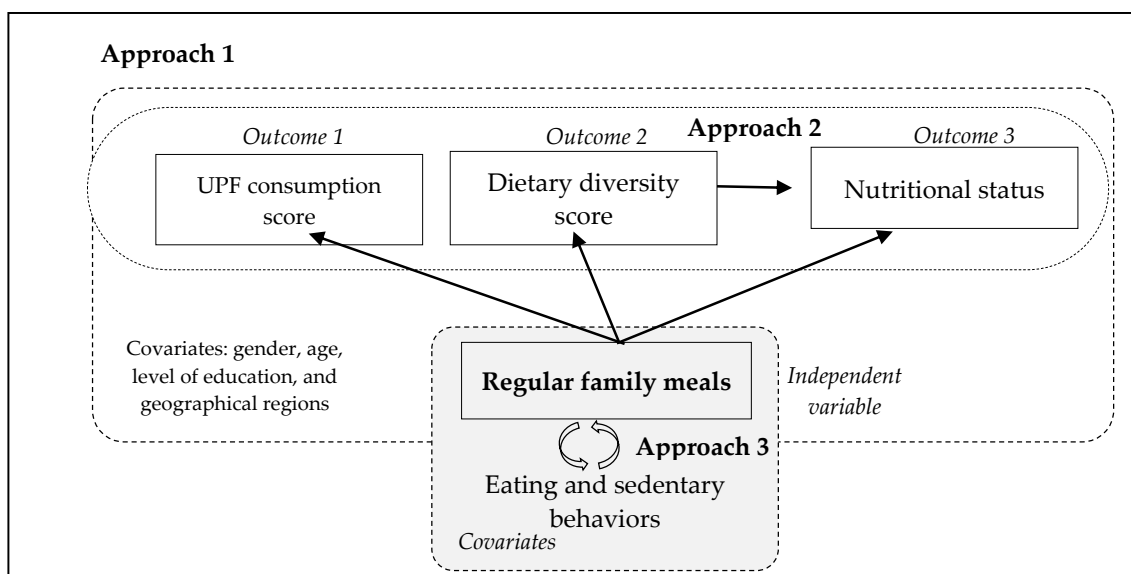 Approach 1
Outcome 1
Outcome 2
Approach 2
Outcome 3
UPF consumption
score
Dietary diversity
score
Nutritional status
Covariates: gender, age,
level of education, and
geographical regions
Regular family meals
Independent
variable
Approach 3
Eating and sedentary
behaviors
Covariates